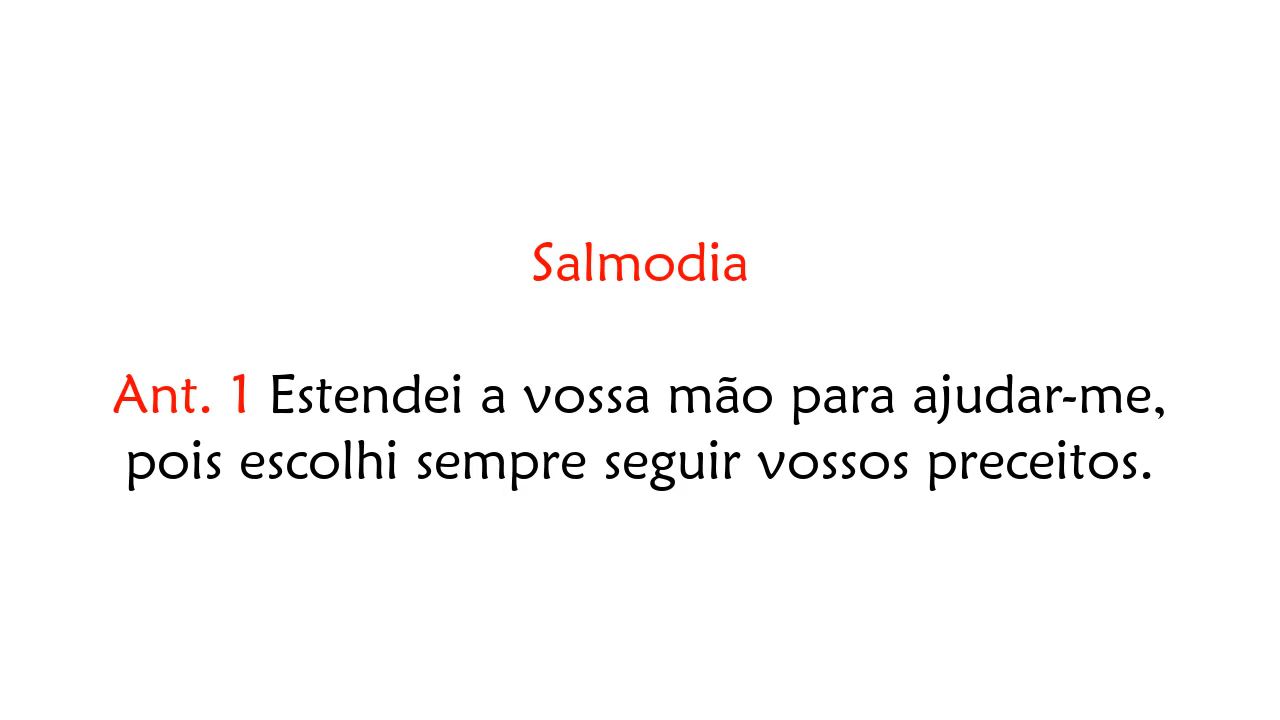 Salmodia
Ant. 1 Estendei a vossa mão para ajudar-me,
pois escolhi sempre seguir vossos preceitos.